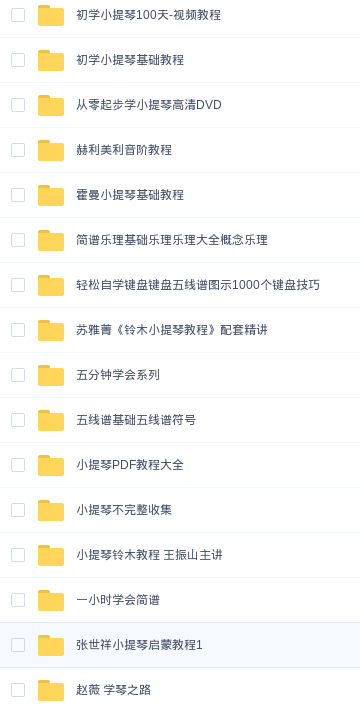 初学小提琴100天-视频教程
初学小提琴基础教程
从零起步学小提琴高清DVD
赫利美利音阶教程
霍曼小提琴基础教程
简谱乐理基础乐理乐理大全概念乐理
轻松自学键盘键盘五线谱图示1000个键盘技巧
苏雅菁《铃木小提琴教程》配套精讲
五分钟学会系列
五线谱基础五线谱符号
小提琴PDF教程大全
小提琴不完整收集
小提琴铃木教程 王振山主讲
一小时学会简谱
张世祥小提琴启蒙教程1
赵薇 学琴之路